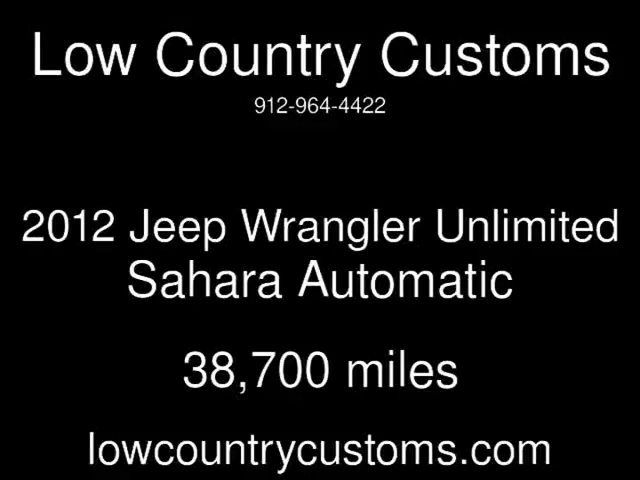 Low Country Customs
912-964-4422
2012 Jeep Wrangler Unlimited
Sahara Automatic
38,700 miles
lowcountrycustoms.com